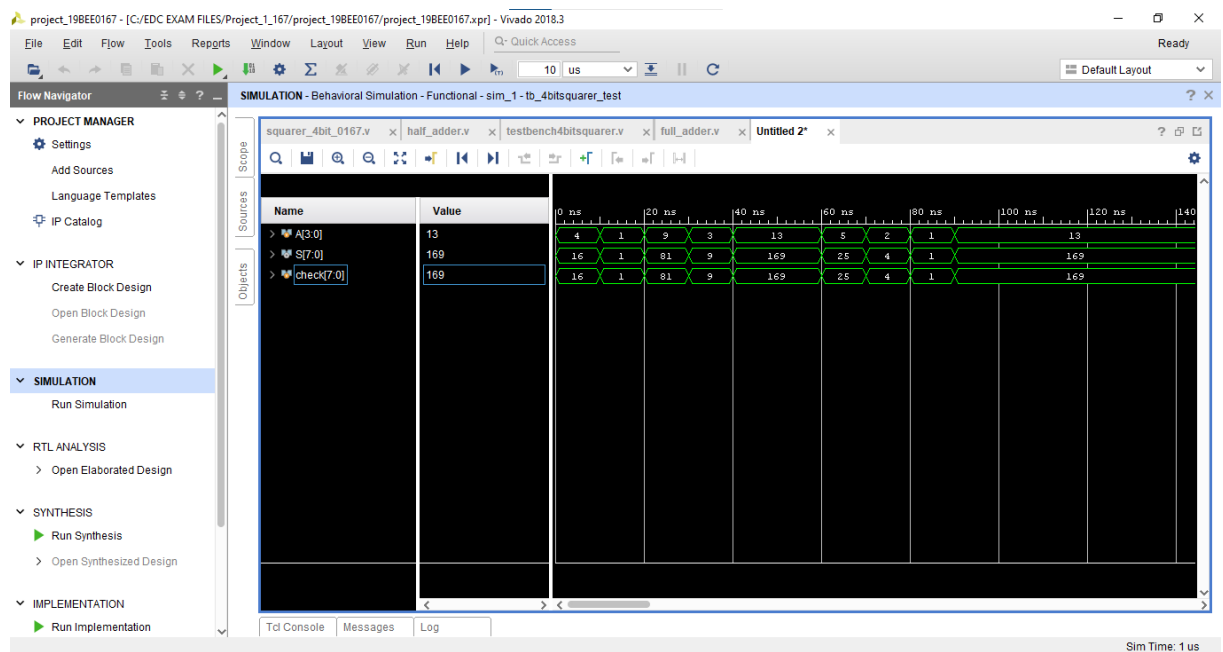 project_19BEE0167 - [C:/EDC EXAM FILES/Project_1_167/project_19BEE0167/project_19BEE0167.xpr] - Vivado 2018.3
File Edit Flow Tools Reports Window Layout View Run Help Q- Quick Access Ready
10 us Default Layout
Flow Navigator SIMULATION - Behavioral Simulation - Functional - sim_1 - tb_4bitsquarer_test
PROJECT MANAGER
Settings
Add Sources
Language Templates
IP Catalog
IP INTEGRATOR
Create Block Design
Open Block Design
Generate Block Design
SIMULATION
Run Simulation
RTL ANALYSIS
Open Elaborated Design
SYNTHESIS
Run Synthesis
Open Synthesized Design
IMPLEMENTATION
Run Implementation
Scope
Sources
Objects
squarer_4bit_0167.v half_adder.v testbench4bitsquarer.v full_adder.v Untitled 2*
Name Value 0 ns 20 ns 40 ns 60 ns 80 ns 100 ns 120 ns 140
A[3:0] 13 4 1 9 3 13 5 2 1 13
S[7:0] 169 16 1 81 9 169 25 4 1 169
check[7:0] 169 16 1 81 9 169 25 4 1 169
Tcl Console Messages Log
Sim Time: 1 us